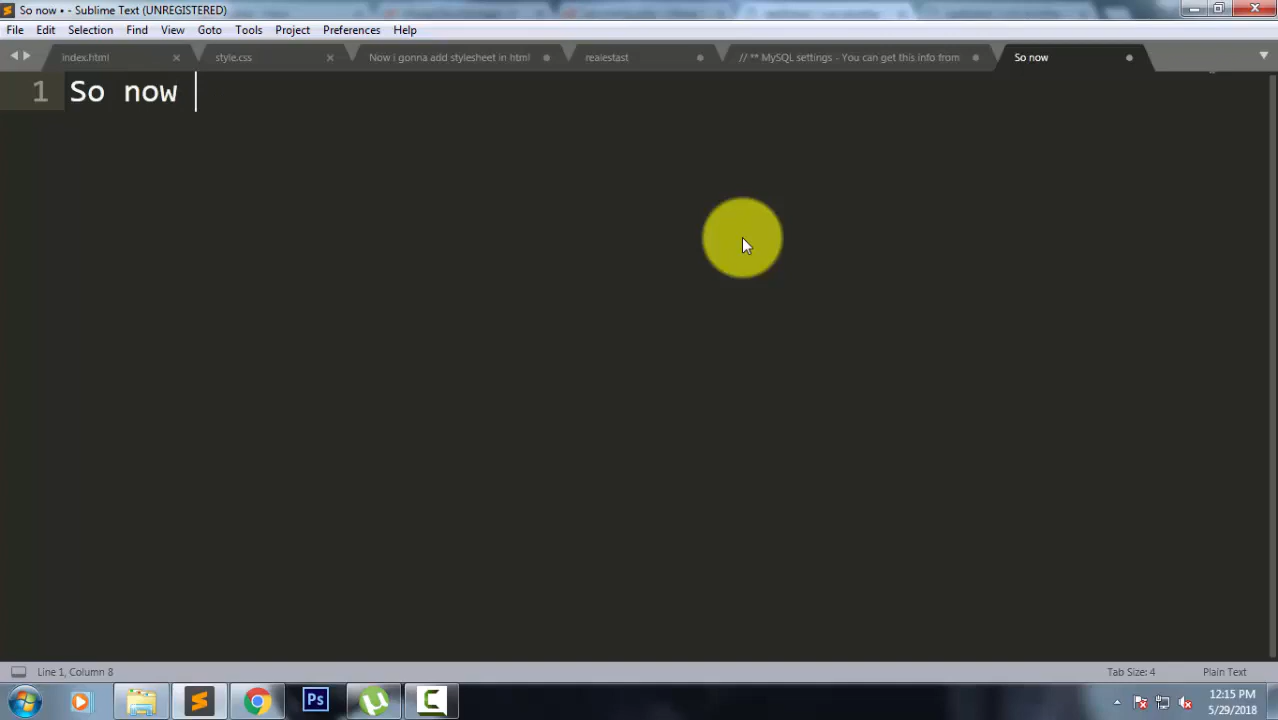 So now • - Sublime Text (UNREGISTERED)
File Edit Selection View Goto Tools Project Preferences Help
index.html style.css Now i gonna add stylesheet in html realestast // ** MySQL settings - You can get this info from So now
1 So now
Line 1, Column 8 Tab Size: 4 Plain Text
Ps C 12:15 PM
5/29/2018